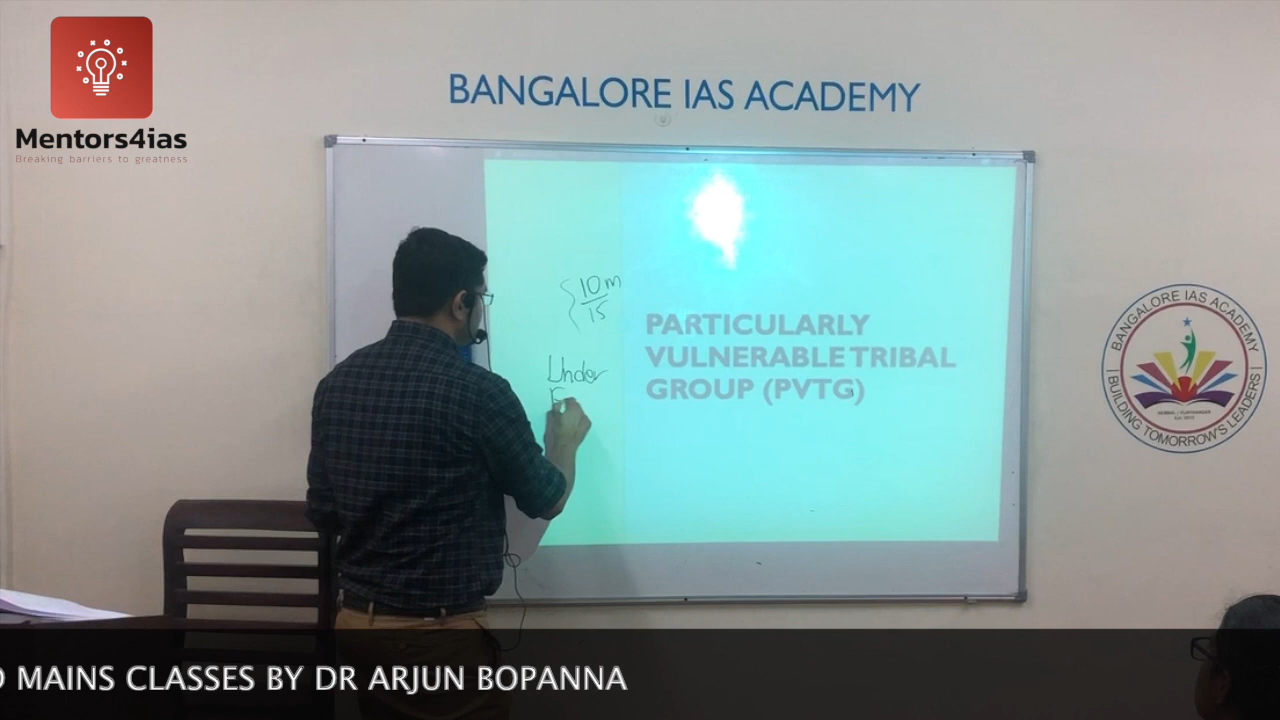 Mentors4ias
Breaking barriers to greatness
BANGALORE IAS ACADEMY
10m
15
Under
PARTICULARLY
VULNERABLE TRIBAL
GROUP (PVTG)
BANGALORE IAS ACADEMY
BUILDING TOMORROW'S LEADERS
MAINS CLASSES BY DR ARJUN BOPANNA